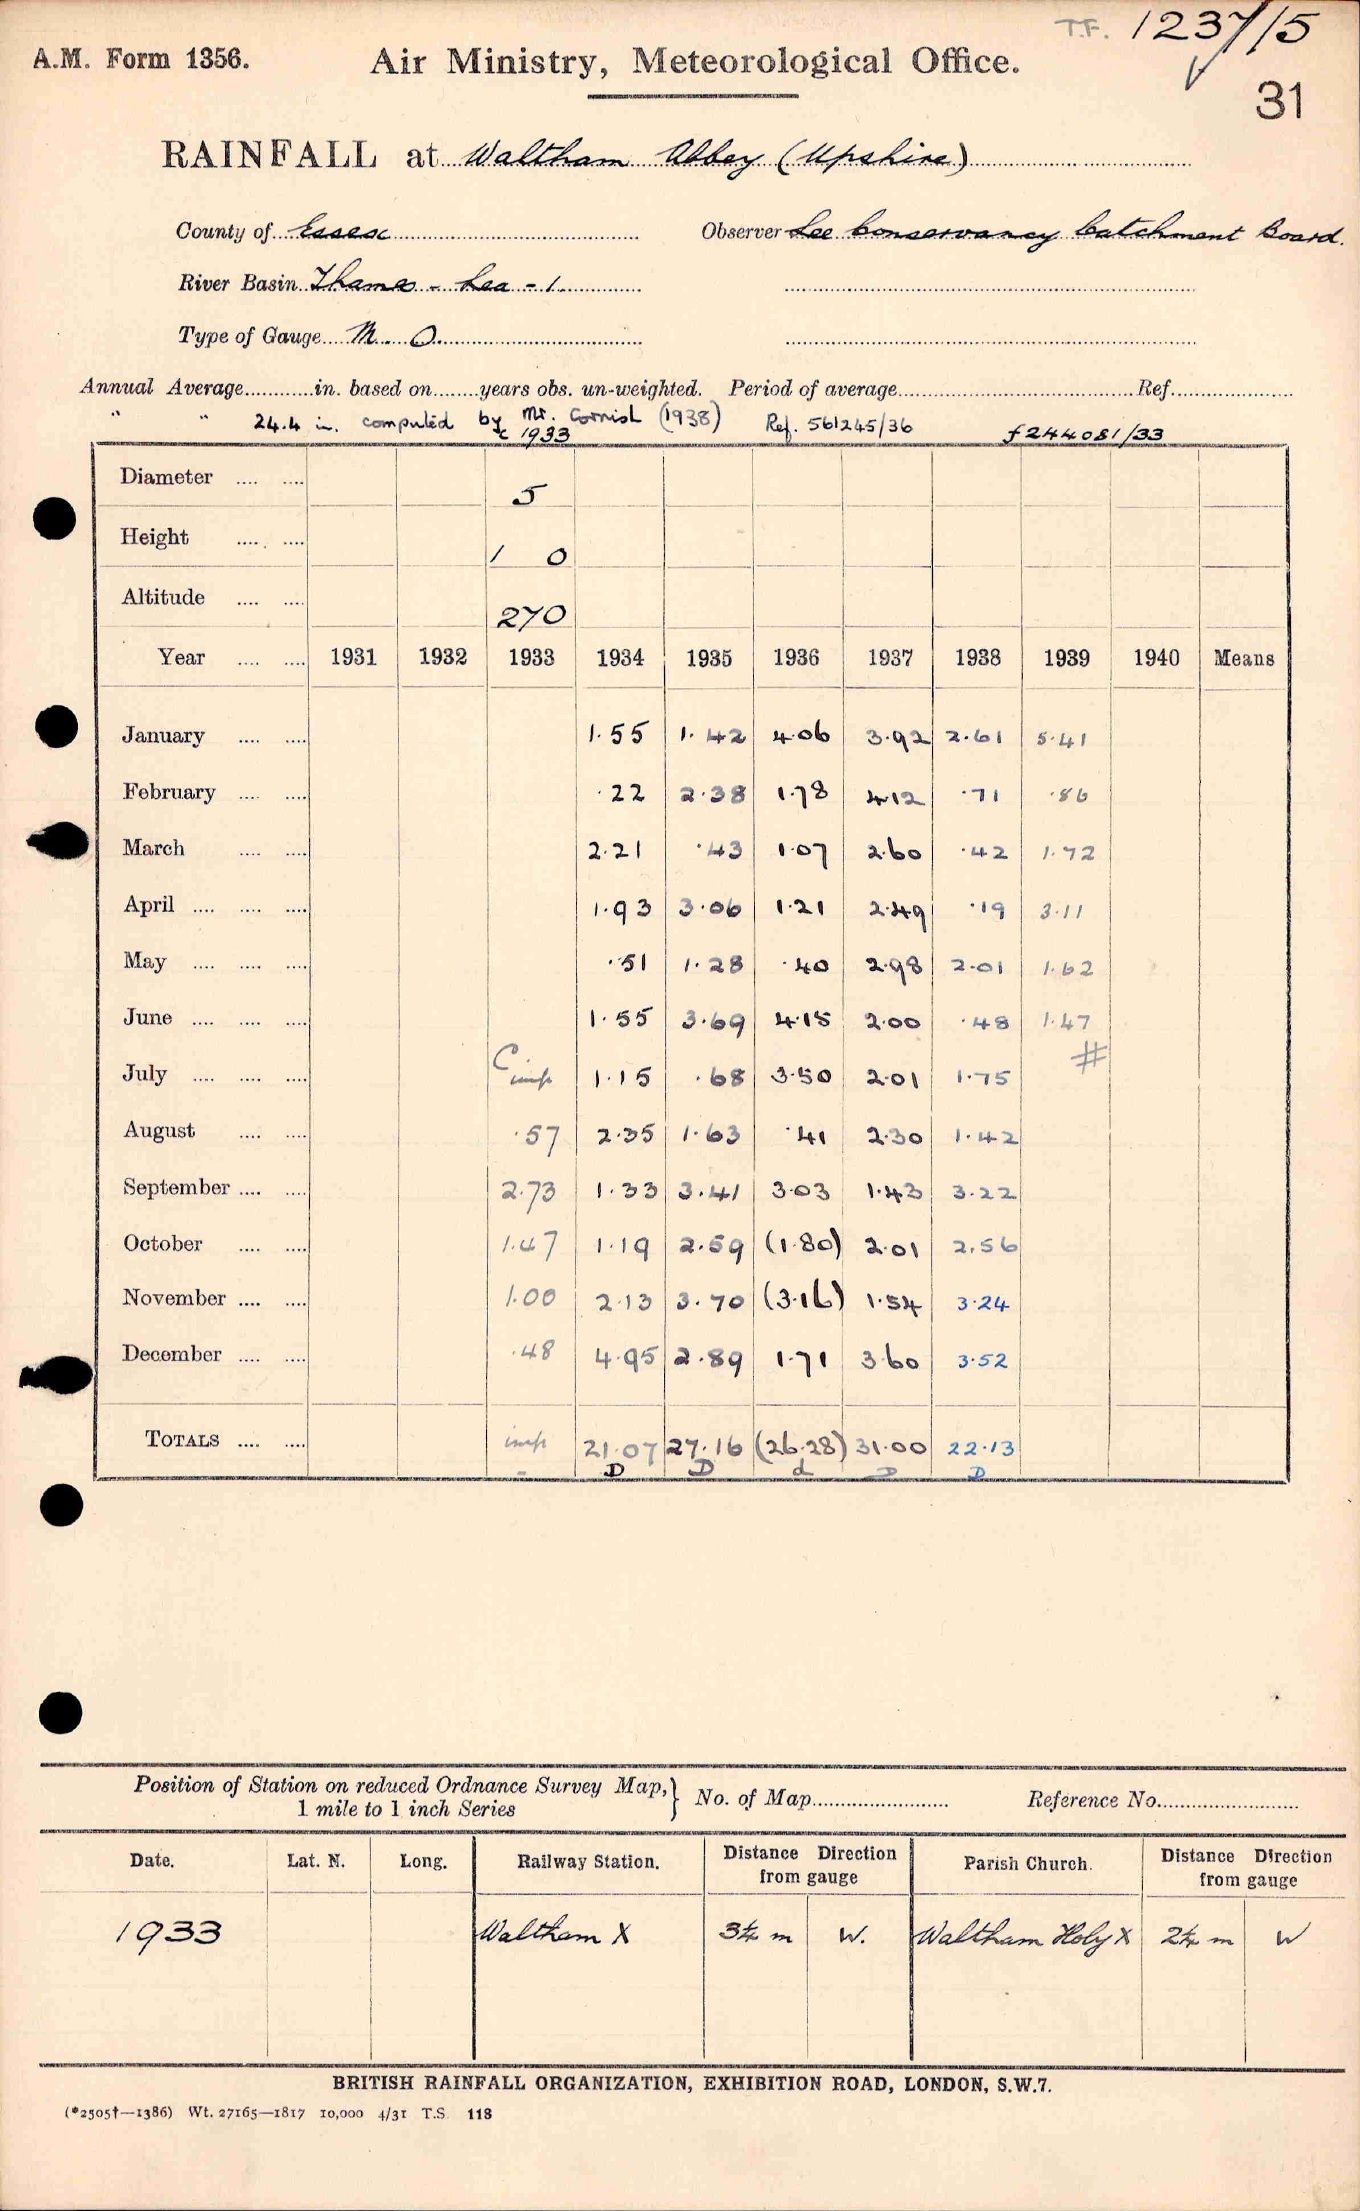 T.F. 1237/5
A.M. Form 1356. Air Ministry, Meteorological Office.
31
RAINFALL at Waltham Abbey (Upshire)
County of Essex Observer Lee Conservancy Catchment Board.
River Basin Thames - Lea - 1.
Type of Gauge M. O.
Annual Average............in. based on........years obs. un-weighted. Period of average..........Ref..........
" " 24.4 in. computed by Mr. Cornish (1938) Ref. 561245/36
c 1933 f244081/33
Diameter .... .... 5
Height .... .... 1 0
Altitude .... .... 270
Year .... .... 1931 1932 1933 1934 1935 1936 1937 1938 1939 1940 Means
January .... .... 1.55 1.42 4.06 3.92 2.61 5.41
February .... .... .22 2.38 1.78 4.12 .71 .86
March .... .... 2.21 .43 1.07 2.60 .42 1.72
April .... .... .... 1.93 3.06 1.21 2.49 .19 3.11
May .... .... .... .51 1.28 .40 2.98 2.01 1.62
June .... .... .... 1.55 3.69 4.15 2.00 .48 1.47
July .... .... .... C imp 1.15 .68 3.50 2.01 1.75 #
August .... .... .57 2.35 1.63 .41 2.30 1.42
September .... .... 2.73 1.33 3.41 3.03 1.43 3.22
October .... .... 1.47 1.19 2.59 (1.80) 2.01 2.56
November .... .... 1.00 2.13 3.70 (3.16) 1.54 3.24
December .... .... .48 4.95 2.89 1.71 3.60 3.52
TOTALS .... .... imp 21.07 27.16 (26.28) 31.00 22.13
D D d D D
Position of Station on reduced Ordnance Survey Map,} No. of Map.......... Reference No..........
1 mile to 1 inch Series
Date. Lat. N. Long. Railway Station. Distance Direction from gauge Parish Church. Distance Direction from gauge
1933 Waltham X 3¼ m W. Waltham Holy X 2¼ m W
BRITISH RAINFALL ORGANIZATION, EXHIBITION ROAD, LONDON, S.W.7.
(*2505†—1386) Wt. 27165—1817 10,000 4/31 T.S. 118